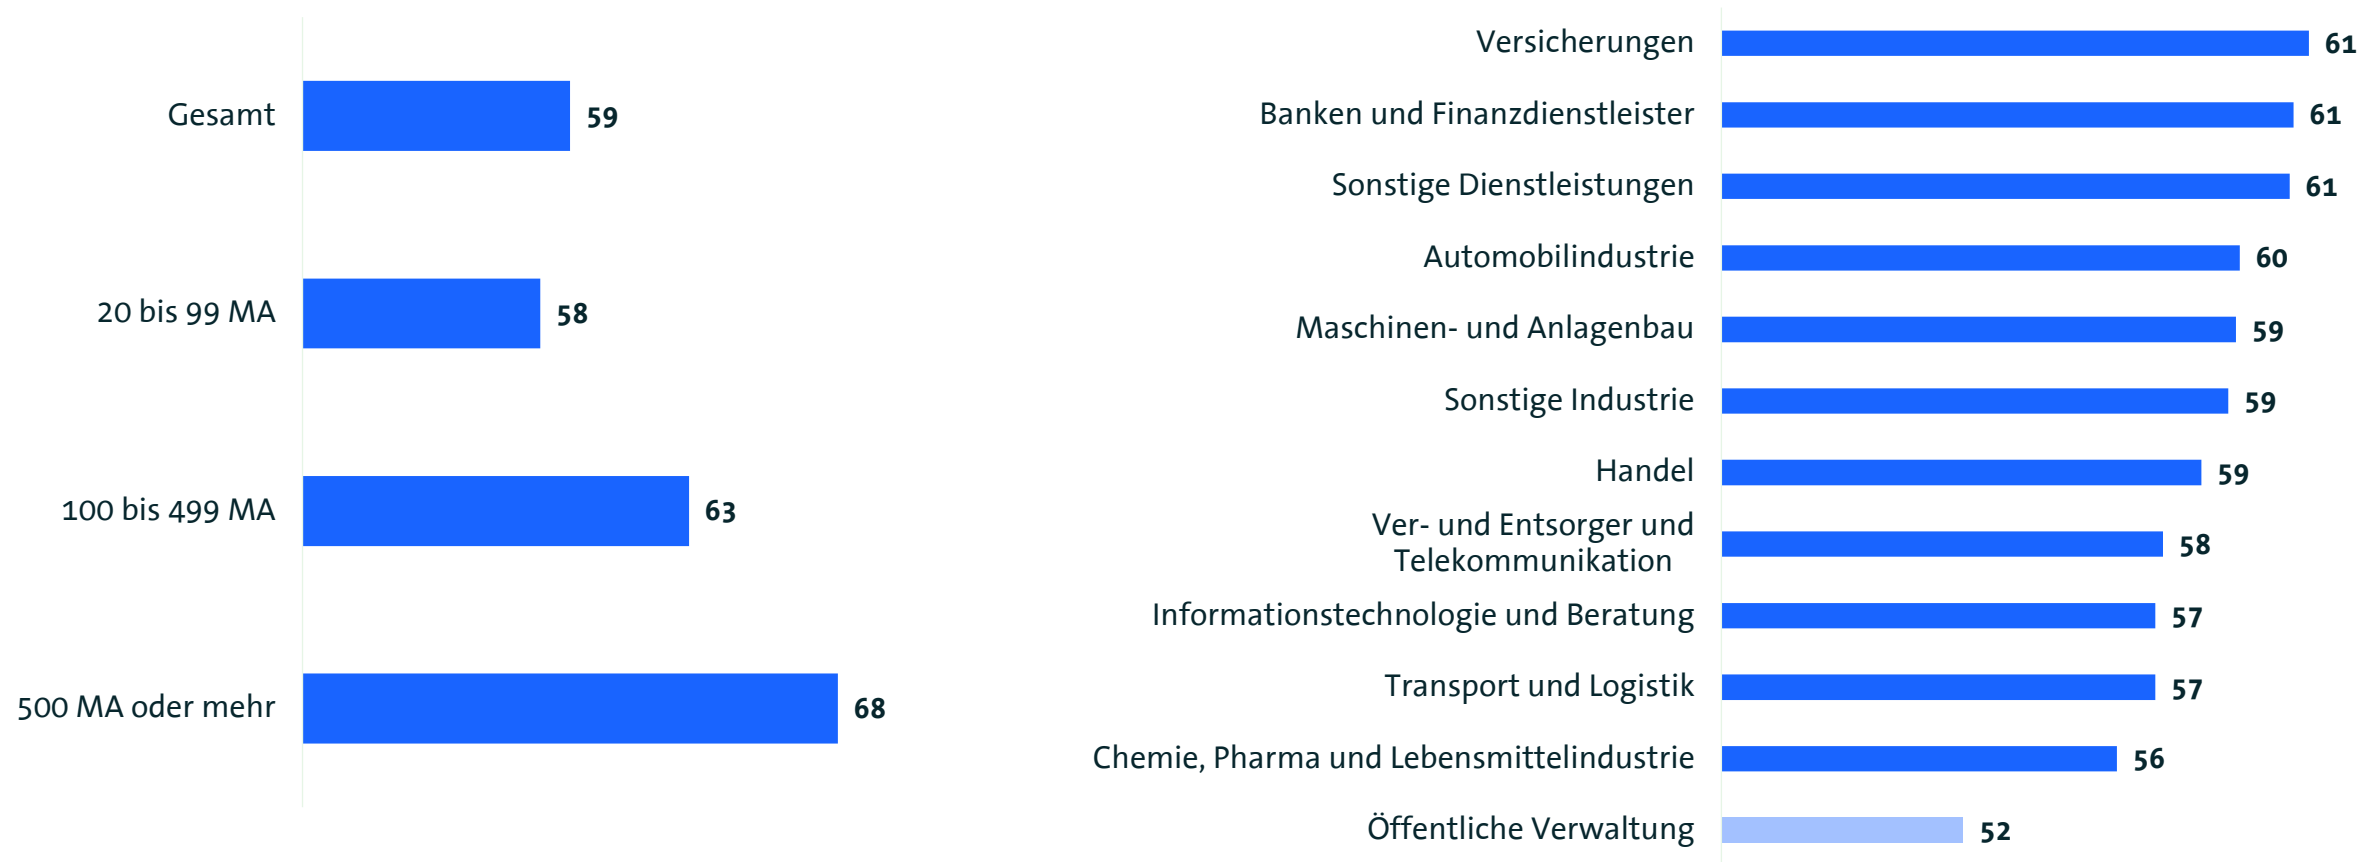 Gesamt 59
20 bis 99 MA 58
100 bis 499 MA 63
500 MA oder mehr 68
Versicherungen 61
Banken und Finanzdienstleister 61
Sonstige Dienstleistungen 61
Automobilindustrie 60
Maschinen- und Anlagenbau 59
Sonstige Industrie 59
Handel 59
Ver- und Entsorger und
Telekommunikation 58
Informationstechnologie und Beratung 57
Transport und Logistik 57
Chemie, Pharma und Lebensmittelindustrie 56
Öffentliche Verwaltung 52